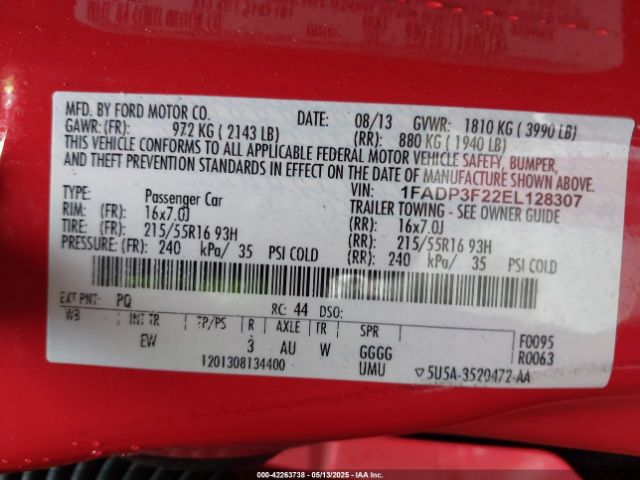 MFD. BY FORD MOTOR CO. DATE: 08/13 GVWR: 1810 KG ( 3990 LB)
GAWR: (FR): 972 KG ( 2143 LB) (RR): 880 KG ( 1940 LB)
THIS VEHICLE CONFORMS TO ALL APPLICABLE FEDERAL MOTOR VEHICLE SAFETY, BUMPER,
AND THEFT PREVENTION STANDARDS IN EFFECT ON THE DATE OF MANUFACTURE SHOWN ABOVE.
VIN: 1FADP3F22EL128307
TYPE: Passenger Car TRAILER TOWING - SEE OWNER GUIDE
RIM: (FR): 16x7.0J (RR): 16x7.0J
TIRE: (FR): 215/55R16 93H (RR): 215/55R16 93H
PRESSURE: (FR): 240 kPa/ 35 PSI COLD (RR): 240 kPa/ 35 PSI COLD
EXT PNT: PQ RC: 44 DSO:
WB INT TR TP/PS R AXLE TR SPR F0095
EW 3 AU W GGGG R0063
1201308134400 UMU ▽5U5A-3520472-AA
000-42263738 - 05/13/2025 - IAA